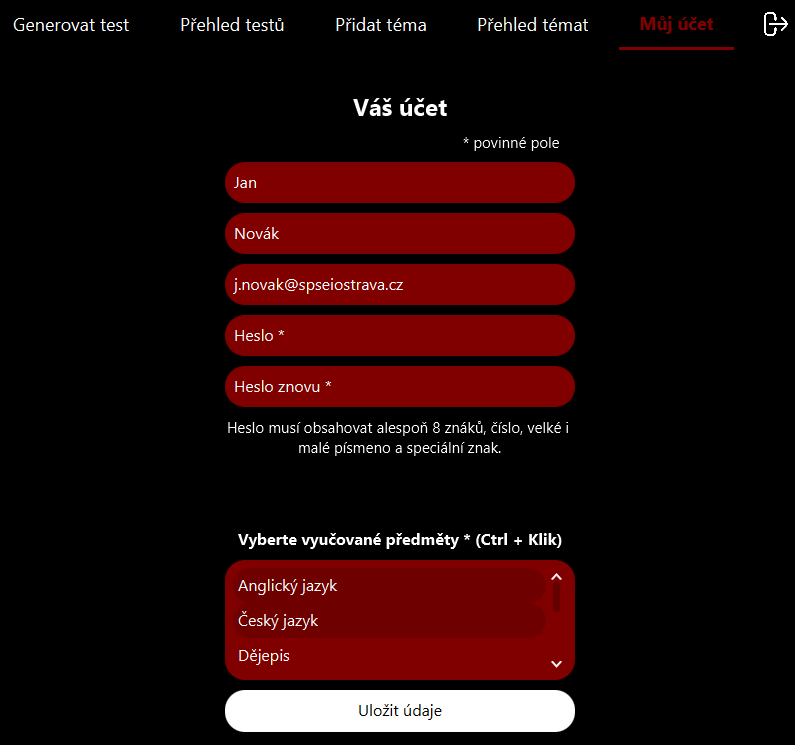 Generovat test Přehled testů Přidat téma Přehled témat Můj účet
Váš účet
* povinné pole
Jan
Novák
j.novak@spseiostrava.cz
Heslo *
Heslo znovu *
Heslo musí obsahovat alespoň 8 znáků, číslo, velké i
malé písmeno a speciální znak.
Vyberte vyučované předměty * (Ctrl + Klik)
Anglický jazyk
Český jazyk
Dějepis
Uložit údaje